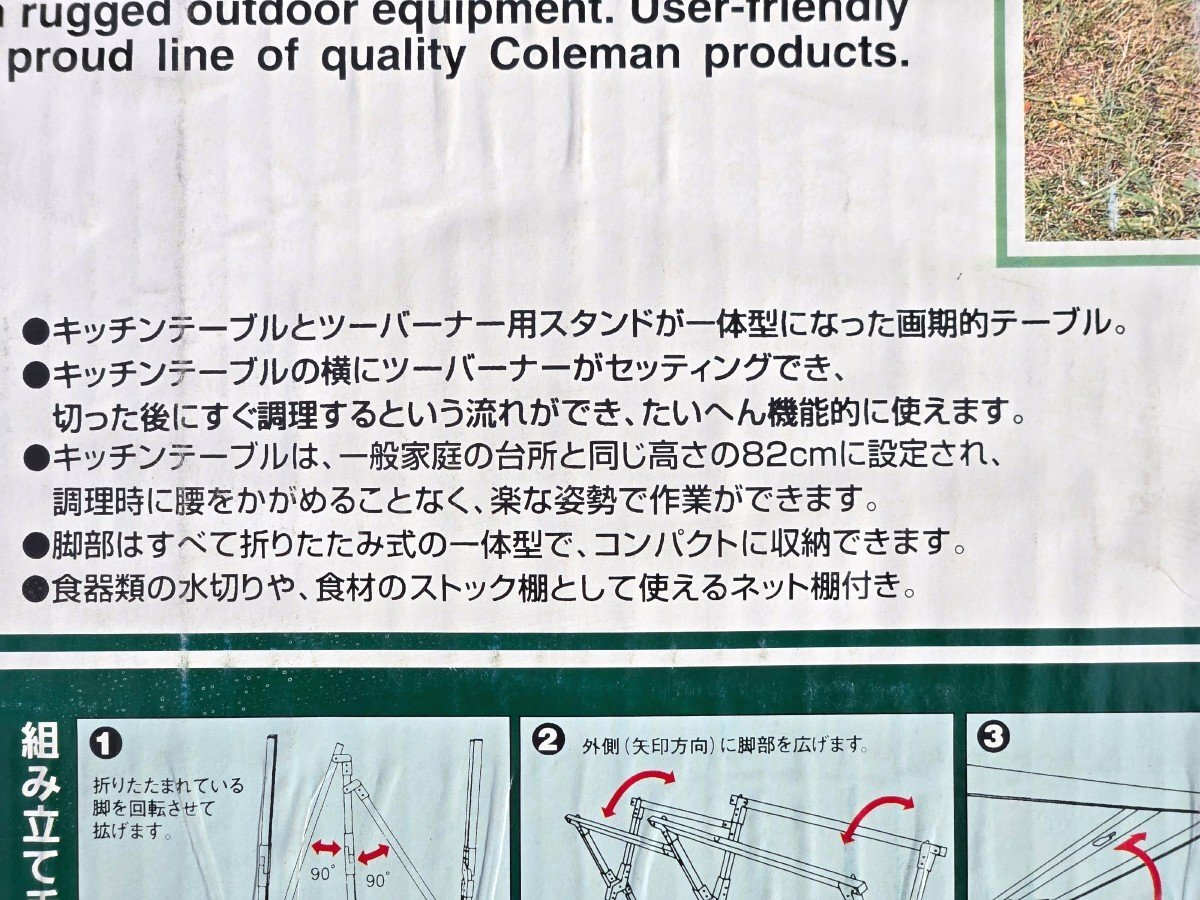 rugged outdoor equipment. User-friendly
proud line of quality Coleman products.
●キッチンテーブルとツーバーナー用スタンドが一体型になった画期的テーブル。
●キッチンテーブルの横にツーバーナーがセッティングでき、
切った後にすぐ調理するという流れができ、たいへん機能的に使えます。
●キッチンテーブルは、一般家庭の台所と同じ高さの82cmに設定され、
調理時に腰をかがめることなく、楽な姿勢で作業ができます。
●脚部はすべて折りたたみ式の一体型で、コンパクトに収納できます。
●食器類の水切りや、食材のストック棚として使えるネット棚付き。
組み立て
1
折りたたまれている
脚を回転させて
拡げます。
90° 90°
2 外側(矢印方向)に脚部を広げます。
3